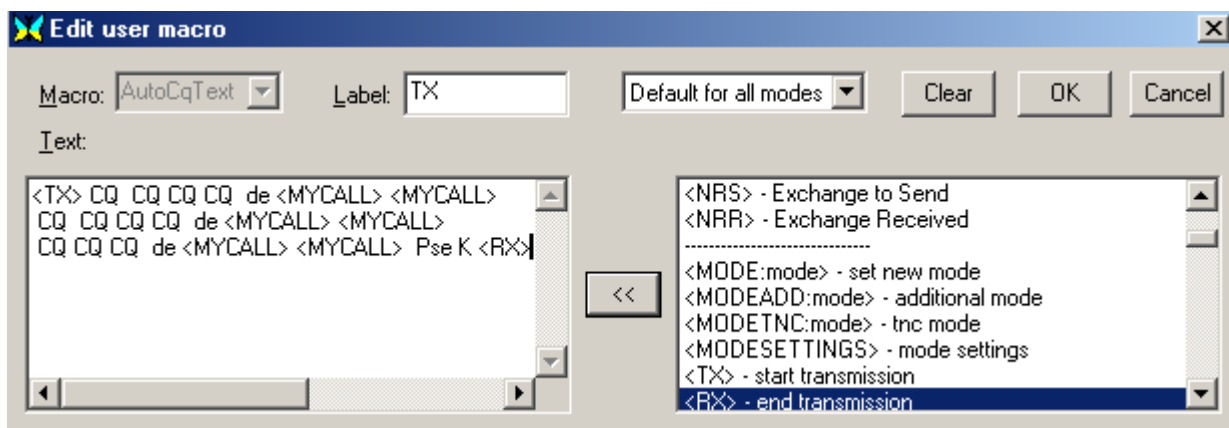 Edit user macro
Macro: AutoCqText Label: TX Default for all modes Clear OK Cancel
Text:
<TX> CQ  CQ CQ CQ  de <MYCALL> <MYCALL>
CQ  CQ CQ CQ  de <MYCALL> <MYCALL>
CQ CQ CQ  de <MYCALL> <MYCALL>  Pse K <RX>
<<
<NRS> - Exchange to Send
<NRR> - Exchange Received
-------------------------------
<MODE:mode> - set new mode
<MODEADD:mode> - additional mode
<MODETNC:mode> - tnc mode
<MODESETTINGS> - mode settings
<TX> - start transmission
<RX> - end transmission